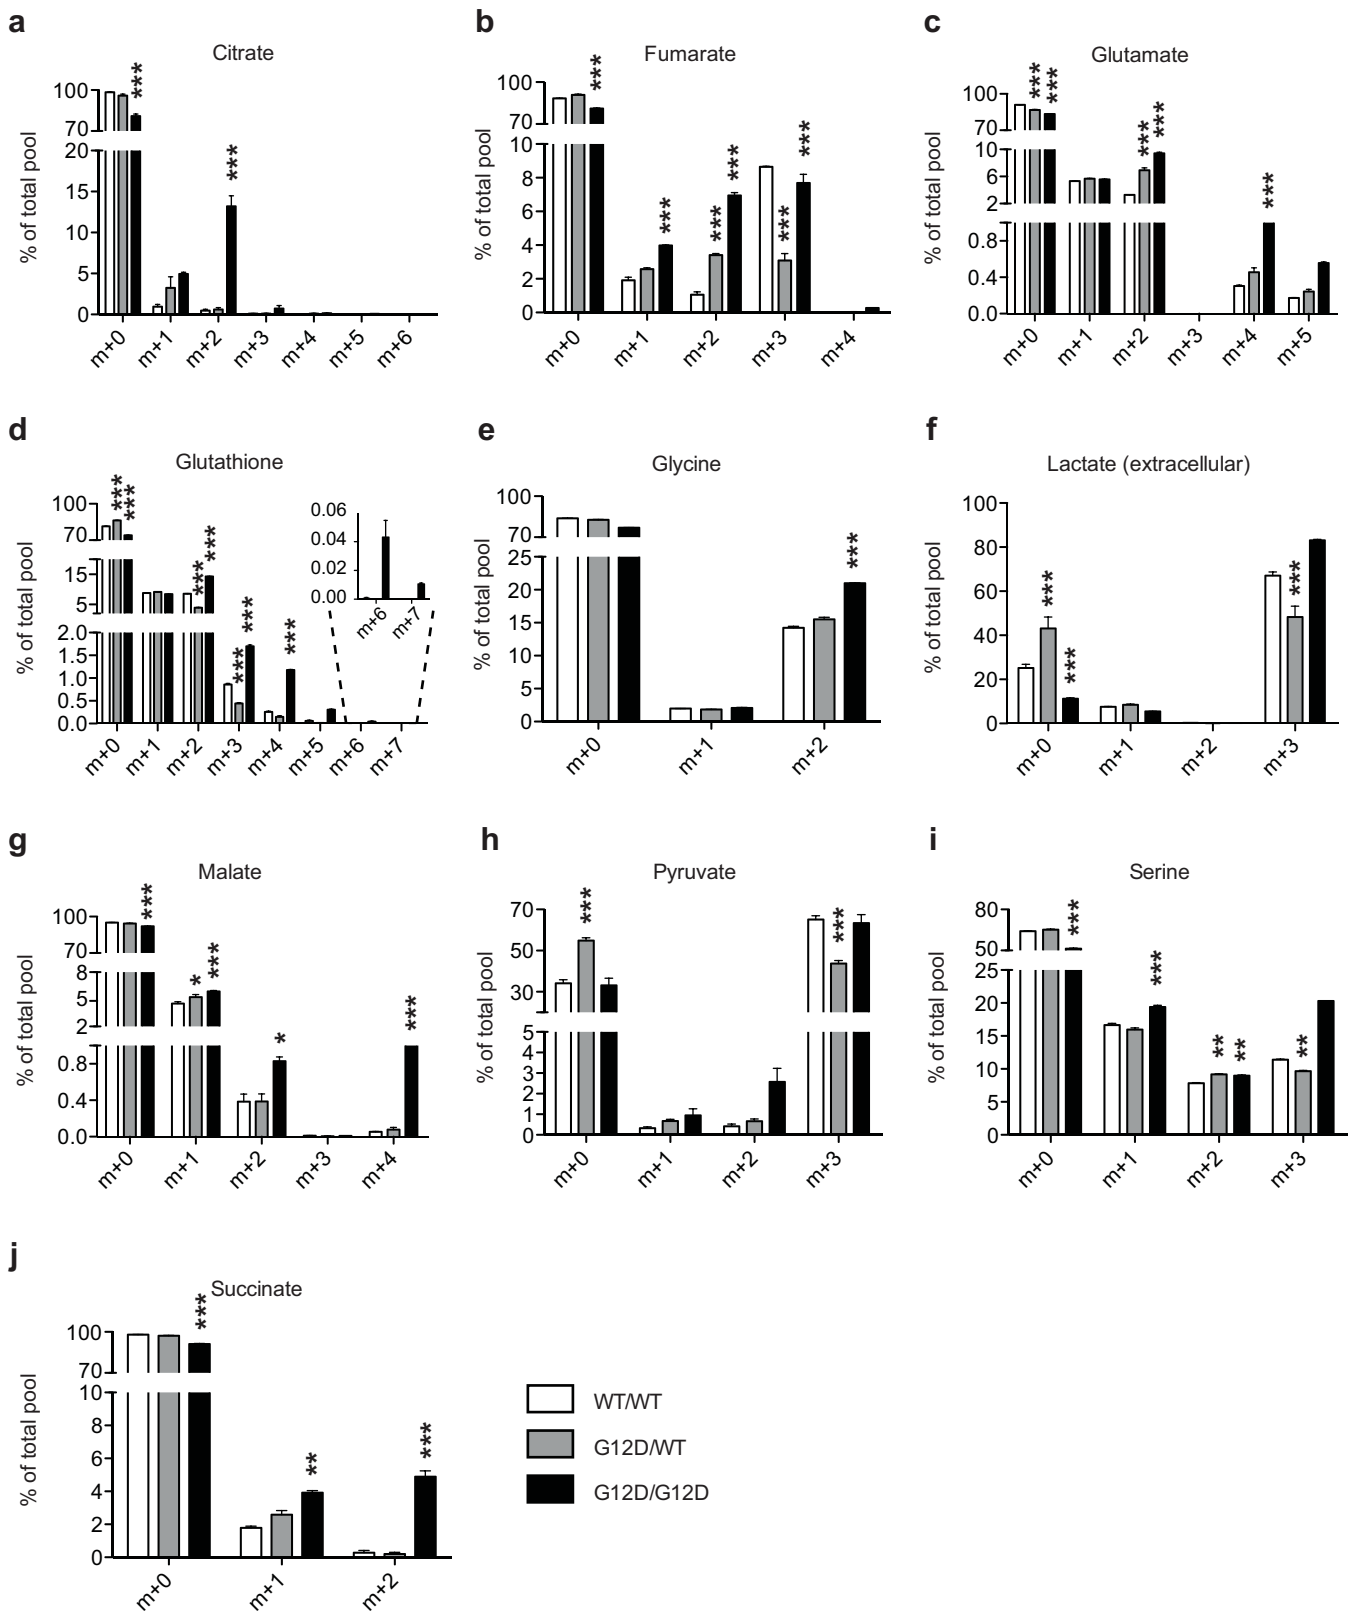 a
Citrate
% of total pool
100
70
20
15
10
5
0
***
***
m+0
m+1
m+2
m+3
m+4
m+5
m+6
b
Fumarate
% of total pool
100
70
10
8
6
4
2
0
***
***
***
***
***
***
m+0
m+1
m+2
m+3
m+4
c
Glutamate
% of total pool
100
70
10
6
2
0.8
0.4
0.0
***
***
***
***
***
m+0
m+1
m+2
m+3
m+4
m+5
d
Glutathione
% of total pool
100
70
15
5
2.0
1.5
1.0
0.5
0.0
***
***
***
***
***
***
***
m+0
m+1
m+2
m+3
m+4
m+5
m+6
m+7
0.06
0.04
0.02
0.00
m+6
m+7
e
Glycine
% of total pool
100
70
25
20
15
10
5
0
***
m+0
m+1
m+2
f
Lactate (extracellular)
% of total pool
100
80
60
40
20
0
***
***
***
m+0
m+1
m+2
m+3
g
Malate
% of total pool
100
70
8
5
2
0.8
0.4
0.0
***
*
***
*
***
m+0
m+1
m+2
m+3
m+4
h
Pyruvate
% of total pool
70
50
30
5
4
3
2
1
0
***
***
m+0
m+1
m+2
m+3
i
Serine
% of total pool
80
50
25
20
15
10
5
0
***
***
**
**
**
m+0
m+1
m+2
m+3
j
Succinate
% of total pool
100
70
10
8
6
4
2
0
***
**
***
m+0
m+1
m+2
WT/WT
G12D/WT
G12D/G12D